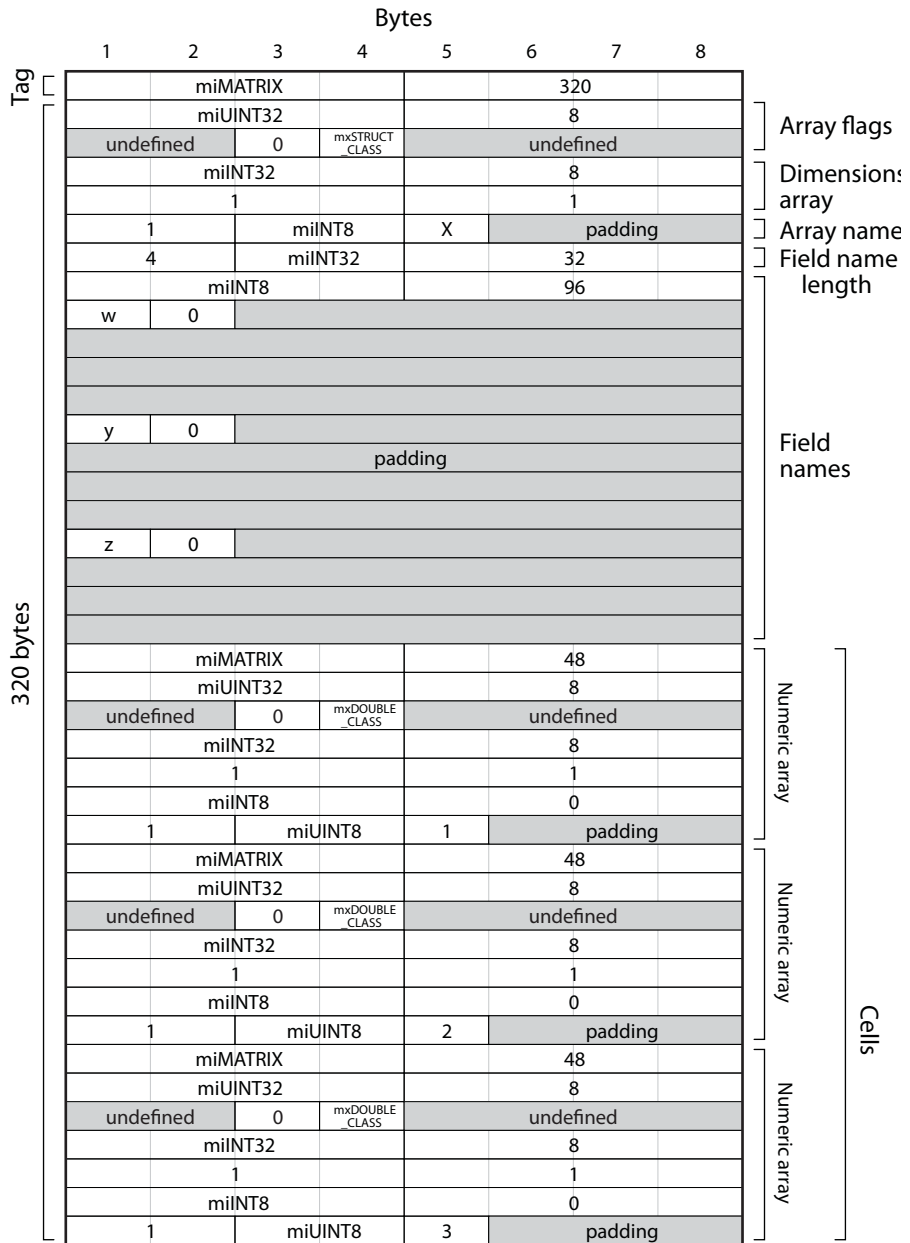 Bytes
1 2 3 4 5 6 7 8
Tag
miMATRIX 320
320 bytes
miUINT32 8
undefined 0 mxSTRUCT
_CLASS undefined
Array flags
miINT32 8
1 1
Dimensions
array
1 miINT8 X padding
Array name
4 miINT32 32
Field name
length
miINT8 96
w 0
y 0
padding
z 0
Field
names
miMATRIX 48
miUINT32 8
undefined 0 mxDOUBLE
_CLASS undefined
miINT32 8
1 1
miINT8 0
1 miUINT8 1 padding
Numeric array
miMATRIX 48
miUINT32 8
undefined 0 mxDOUBLE
_CLASS undefined
miINT32 8
1 1
miINT8 0
1 miUINT8 2 padding
Numeric array
miMATRIX 48
miUINT32 8
undefined 0 mxDOUBLE
_CLASS undefined
miINT32 8
1 1
miINT8 0
1 miUINT8 3 padding
Numeric array
Cells